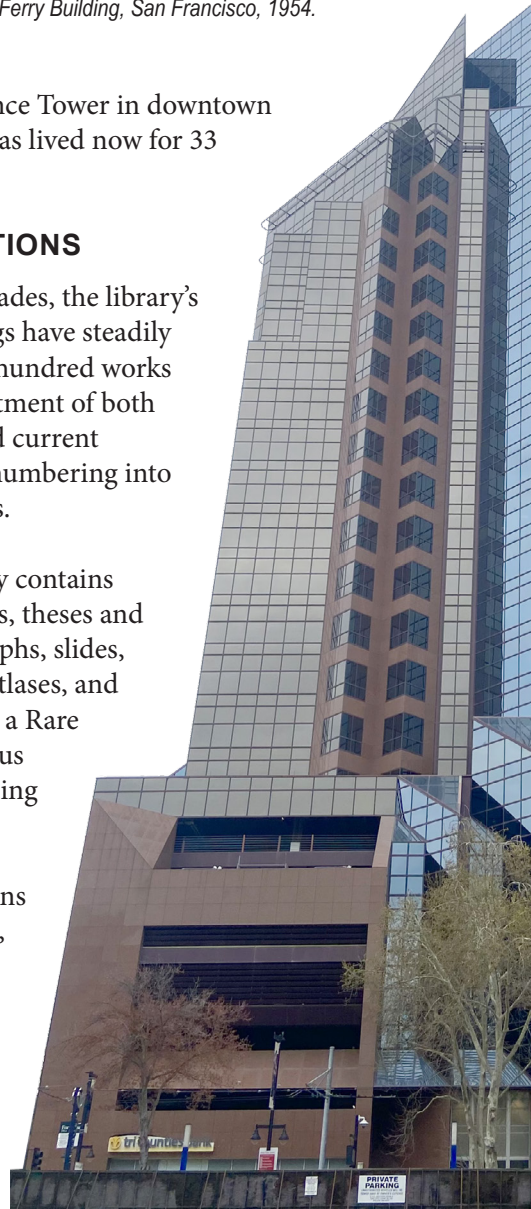 Ferry Building, San Francisco, 1954.
nce Tower in downtown
as lived now for 33
TIONS
ades, the library's
gs have steadily
hundred works
tment of both
d current
numbering into
s.
y contains
s, theses and
phs, slides,
tlases, and
a Rare
us
ing
ns
,
tri counties bank
PRIVATE
PARKING